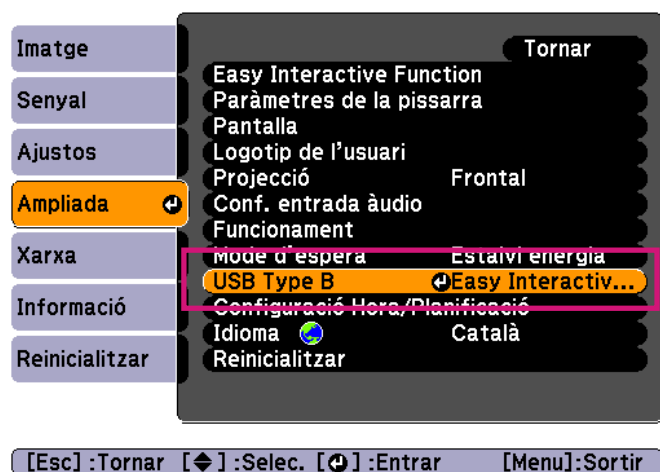 Imatge
Senyal
Ajustos
Ampliada
Xarxa
Informació
Reinicialitzar
Tornar
Easy Interactive Function
Paràmetres de la pissarra
Pantalla
Logotip de l'usuari
Projecció Frontal
Conf. entrada àudio
Funcionament
Mode d'espera Estalvi energia
USB Type B Easy Interactiv...
Configuració Hora/Planificació
Idioma Català
Reinicialitzar
[Esc] :Tornar [◆] :Selec. [⏎] :Entrar [Menu]:Sortir